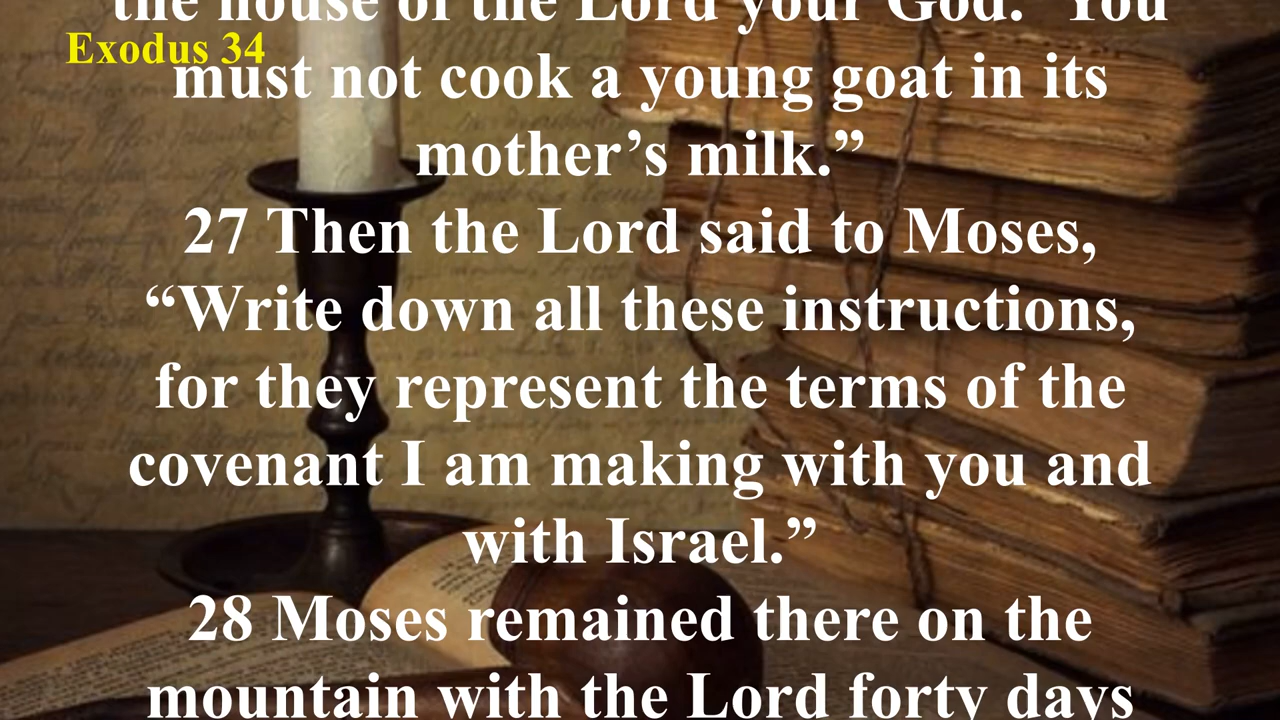 the house of the Lord your God. “You
Exodus 34
must not cook a young goat in its
mother’s milk.”
27 Then the Lord said to Moses,
“Write down all these instructions,
for they represent the terms of the
covenant I am making with you and
with Israel.”
28 Moses remained there on the
mountain with the Lord forty days